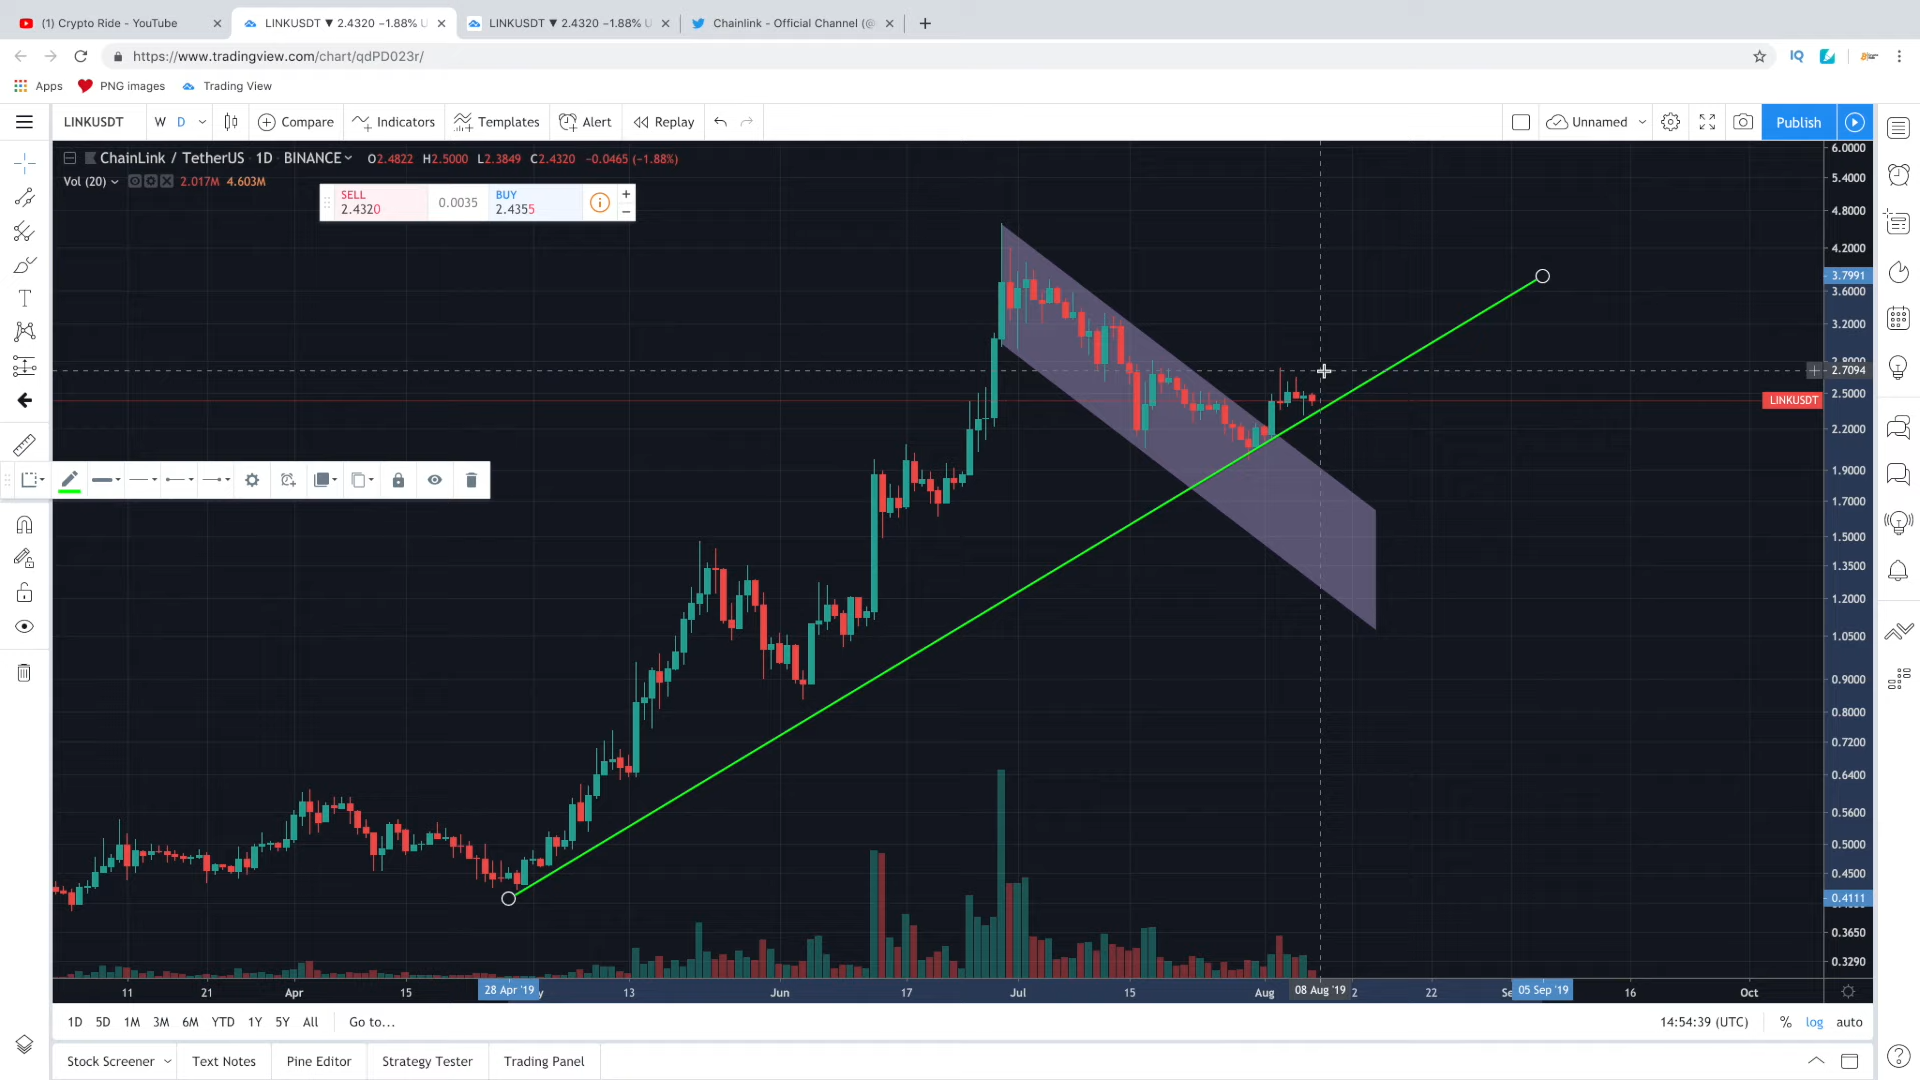 (1) Crypto Ride - YouTube
LINKUSDT ▼ 2.4320 −1.88% U
LINKUSDT ▼ 2.4320 −1.88% U
Chainlink - Official Channel (@
https://www.tradingview.com/chart/qdPD023r/
IQ
Apps
PNG images
Trading View
LINKUSDT
W
D
Compare
Indicators
Templates
Alert
Replay
Unnamed
Publish
ChainLink / TetherUS 1D BINANCE
O2.4822 H2.5000 L2.3849 C2.4320 −0.0465 (−1.88%)
Vol (20) 2.017M 4.603M
SELL
2.4320
0.0035
BUY
2.4355
6.0000
5.4000
4.8000
4.2000
3.7991
3.6000
3.2000
2.8000
2.7094
2.5000
LINKUSDT
2.2000
1.9000
1.7000
1.5000
1.3500
1.2000
1.0500
0.9000
0.8000
0.7200
0.6400
0.5600
0.5000
0.4500
0.4111
0.3650
0.3290
11
21
Apr
15
28 Apr '19
13
Jun
17
Jul
15
Aug
08 Aug '19
22
05 Sep '19
16
Oct
1D 5D 1M 3M 6M YTD 1Y 5Y All Go to...
14:54:39 (UTC) % log auto
Stock Screener Text Notes Pine Editor Strategy Tester Trading Panel